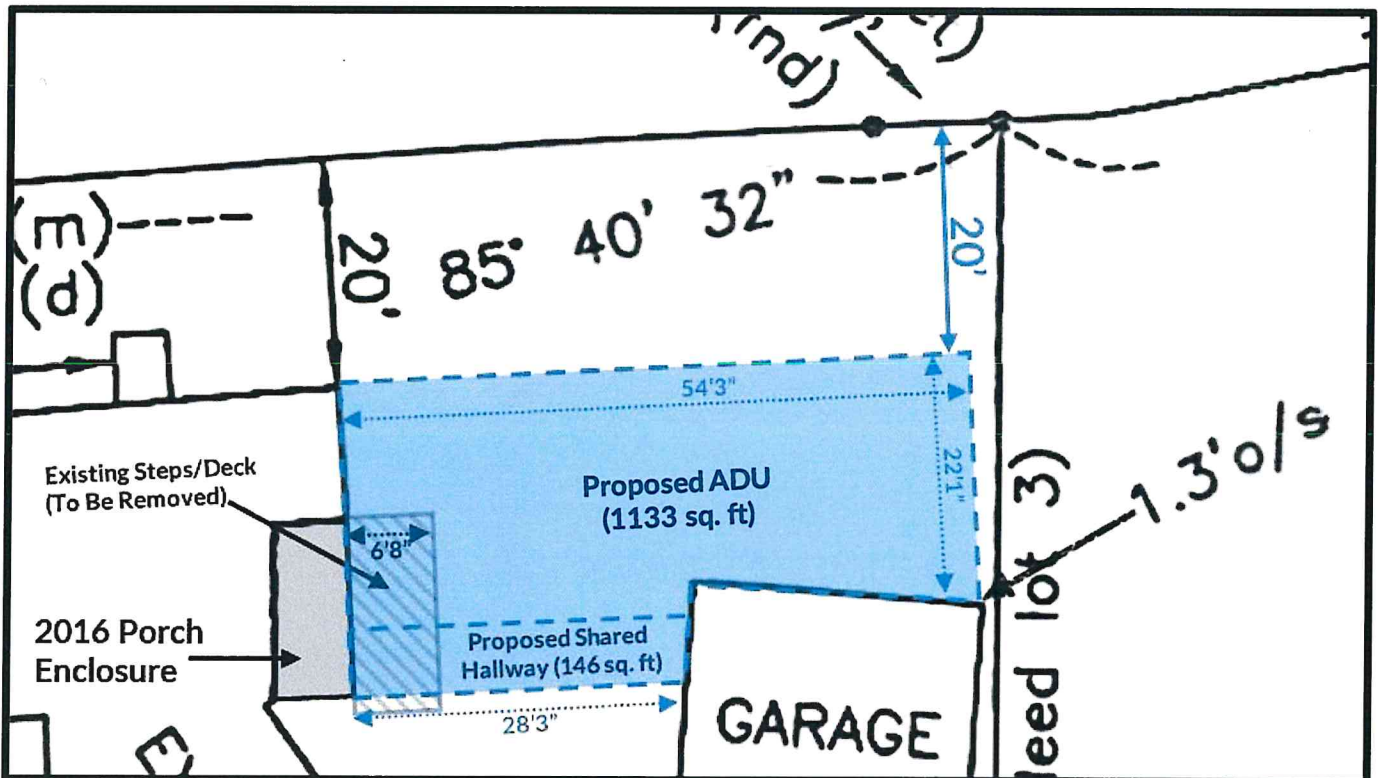 rnd)
(m)
(d)
20'
85° 40' 32"
20'
54'3"
22'1"
Existing Steps/Deck
(To Be Removed)
6'8"
Proposed ADU
(1133 sq. ft)
1.3' o/s
lot 3)
2016 Porch
Enclosure
Proposed Shared
Hallway (146 sq. ft)
28'3"
GARAGE